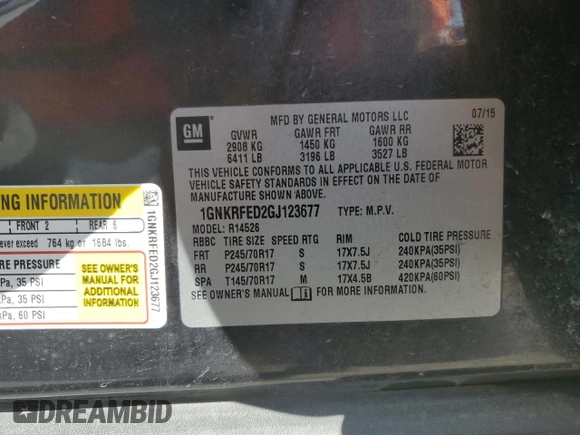 GM
MFD BY GENERAL MOTORS LLC 07/15
GVWR GAWR FRT GAWR RR
2908 KG 1450 KG 1600 KG
6411 LB 3196 LB 3527 LB
THIS VEHICLE CONFORMS TO ALL APPLICABLE U.S. FEDERAL MOTOR
VEHICLE SAFETY STANDARDS IN EFFECT ON THE DATE OF
MANUFACTURE SHOWN ABOVE.
1GNKRFED2GJ123677 TYPE: M.P.V.
MODEL: R14526
RBBC TIRE SIZE SPEED RTG RIM COLD TIRE PRESSURE
FRT P245/70R17 S 17X7.5J 240KPA(35PSI)
RR P245/70R17 S 17X7.5J 240KPA(35PSI)
SPA T145/70R17 M 17X4.5B 420KPA(60PSI)
SEE OWNER'S MANUAL FOR MORE INFORMATION.
NG INFORMATION
FRONT 2 REAR 6
ever exceed 764 kg or 1684 lbs.
RE PRESSURE
Pa, 35 PSI
Pa, 35 PSI
Pa, 60 PSI
SEE OWNER'S
MANUAL FOR
ADDITIONAL
INFORMATION
1GNKRFED2GJ123677
DREAMBID